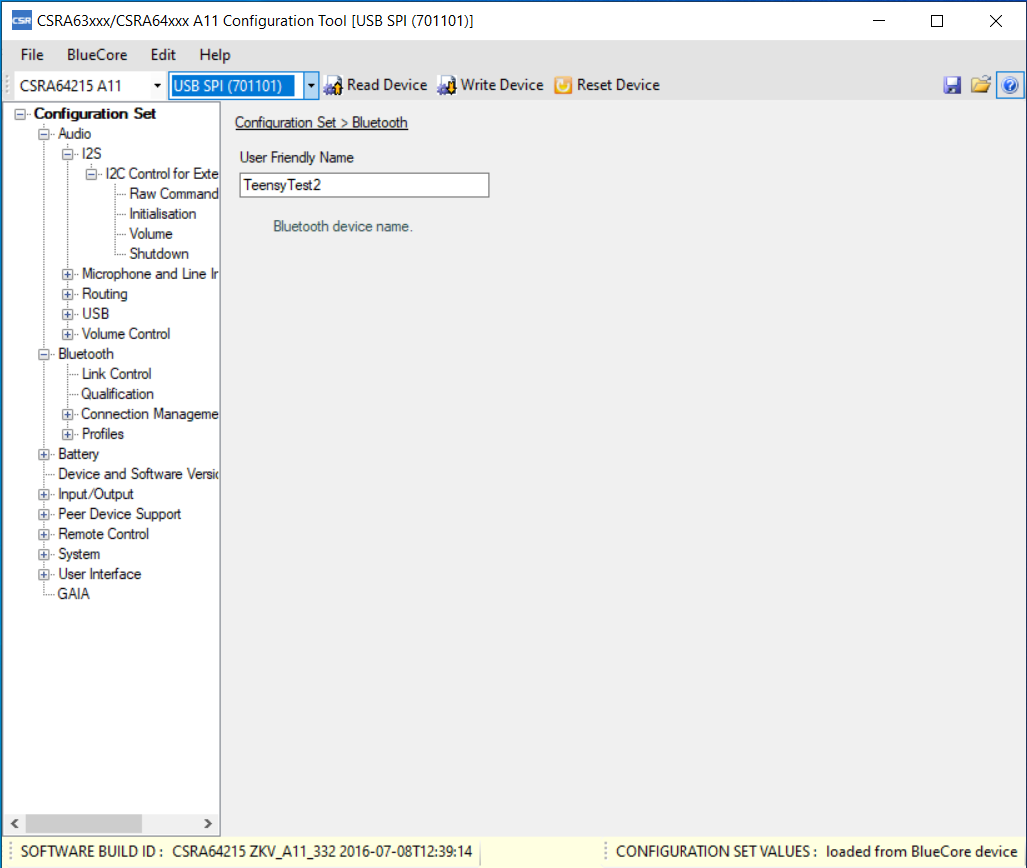 CSR CSRA63xxx/CSRA64xxx A11 Configuration Tool [USB SPI (701101)]
File BlueCore Edit Help
CSRA64215 A11 USB SPI (701101) Read Device Write Device Reset Device
Configuration Set
Audio
I2S
I2C Control for Exte
Raw Command
Initialisation
Volume
Shutdown
Microphone and Line Ir
Routing
USB
Volume Control
Bluetooth
Link Control
Qualification
Connection Manageme
Profiles
Battery
Device and Software Versic
Input/Output
Peer Device Support
Remote Control
System
User Interface
GAIA
Configuration Set > Bluetooth
User Friendly Name
TeensyTest2
Bluetooth device name.
SOFTWARE BUILD ID : CSRA64215 ZKV_A11_332 2016-07-08T12:39:14
CONFIGURATION SET VALUES : loaded from BlueCore device